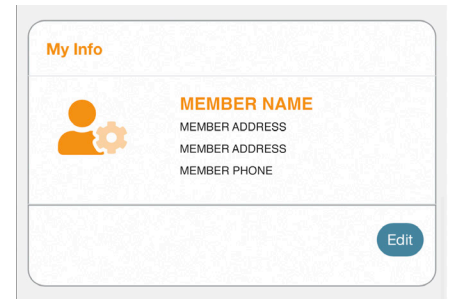 My Info
MEMBER NAME
MEMBER ADDRESS
MEMBER ADDRESS
MEMBER PHONE
Edit